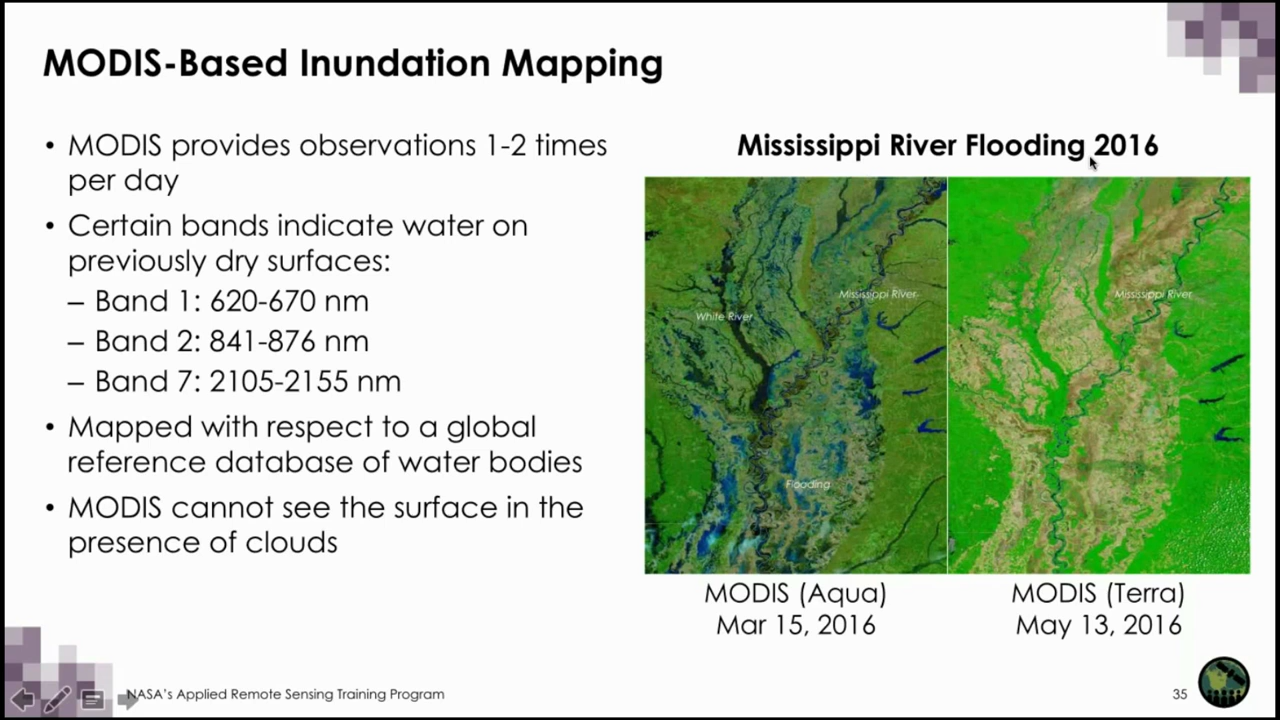 MODIS-Based Inundation Mapping
• MODIS provides observations 1-2 times
per day
• Certain bands indicate water on
previously dry surfaces:
– Band 1: 620-670 nm
– Band 2: 841-876 nm
– Band 7: 2105-2155 nm
• Mapped with respect to a global
reference database of water bodies
• MODIS cannot see the surface in the
presence of clouds
Mississippi River Flooding 2016
Mississippi River
White River
Flooding
Mississippi River
MODIS (Aqua)
Mar 15, 2016
MODIS (Terra)
May 13, 2016
NASA's Applied Remote Sensing Training Program
35